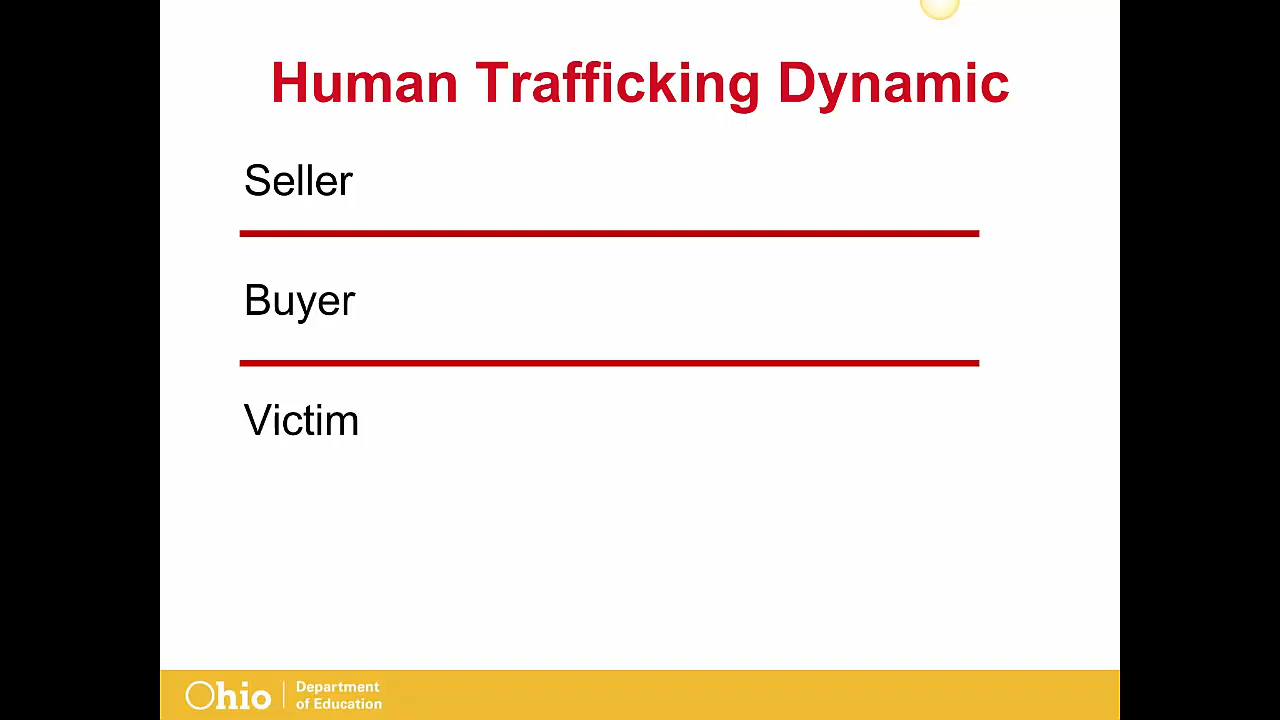 Human Trafficking Dynamic
Seller
Buyer
Victim
Ohio
Department
of Education